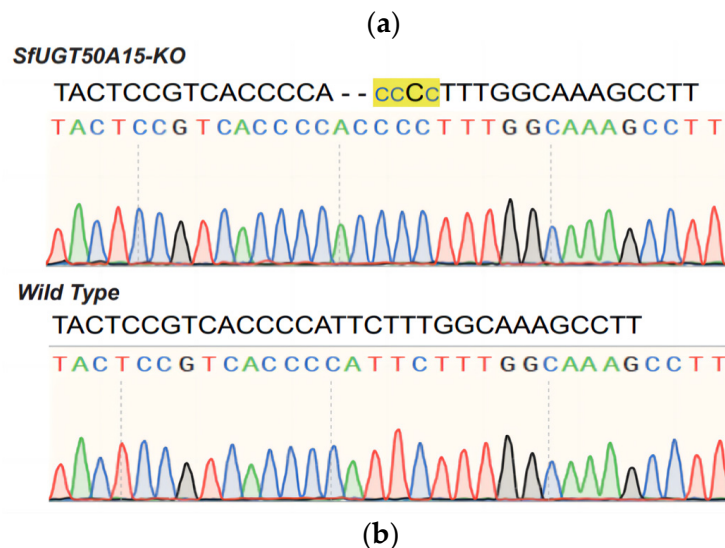 (a)
SfUGT50A15-KO
TACTCCGTCACCCCA--CCCCTTTGGCAAAGCCTT
TACTCCGTCACCCCACCCCTTTGGCAAAGCCTT
Wild Type
TACTCCGTCACCCCATTCTTTGGCAAAGCCTT
TACTCCGTCACCCCATTCTTTGGCAAAGCCTT
(b)